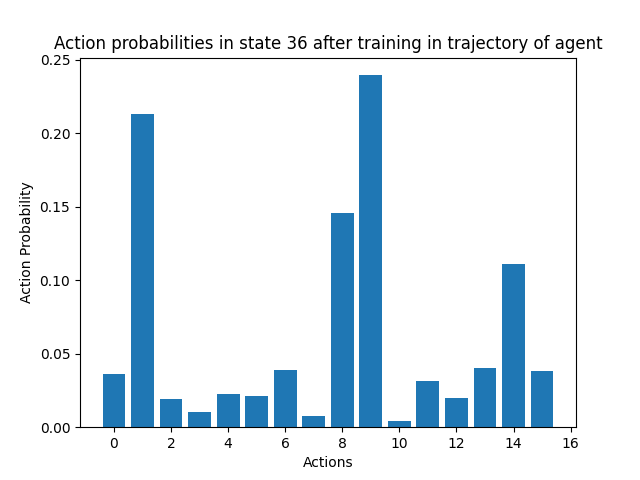 Action probabilities in state 36 after training in trajectory of agent
0.25
0.20
0.15
0.10
0.05
0.00
Action Probability
0 2 4 6 8 10 12 14 16
Actions